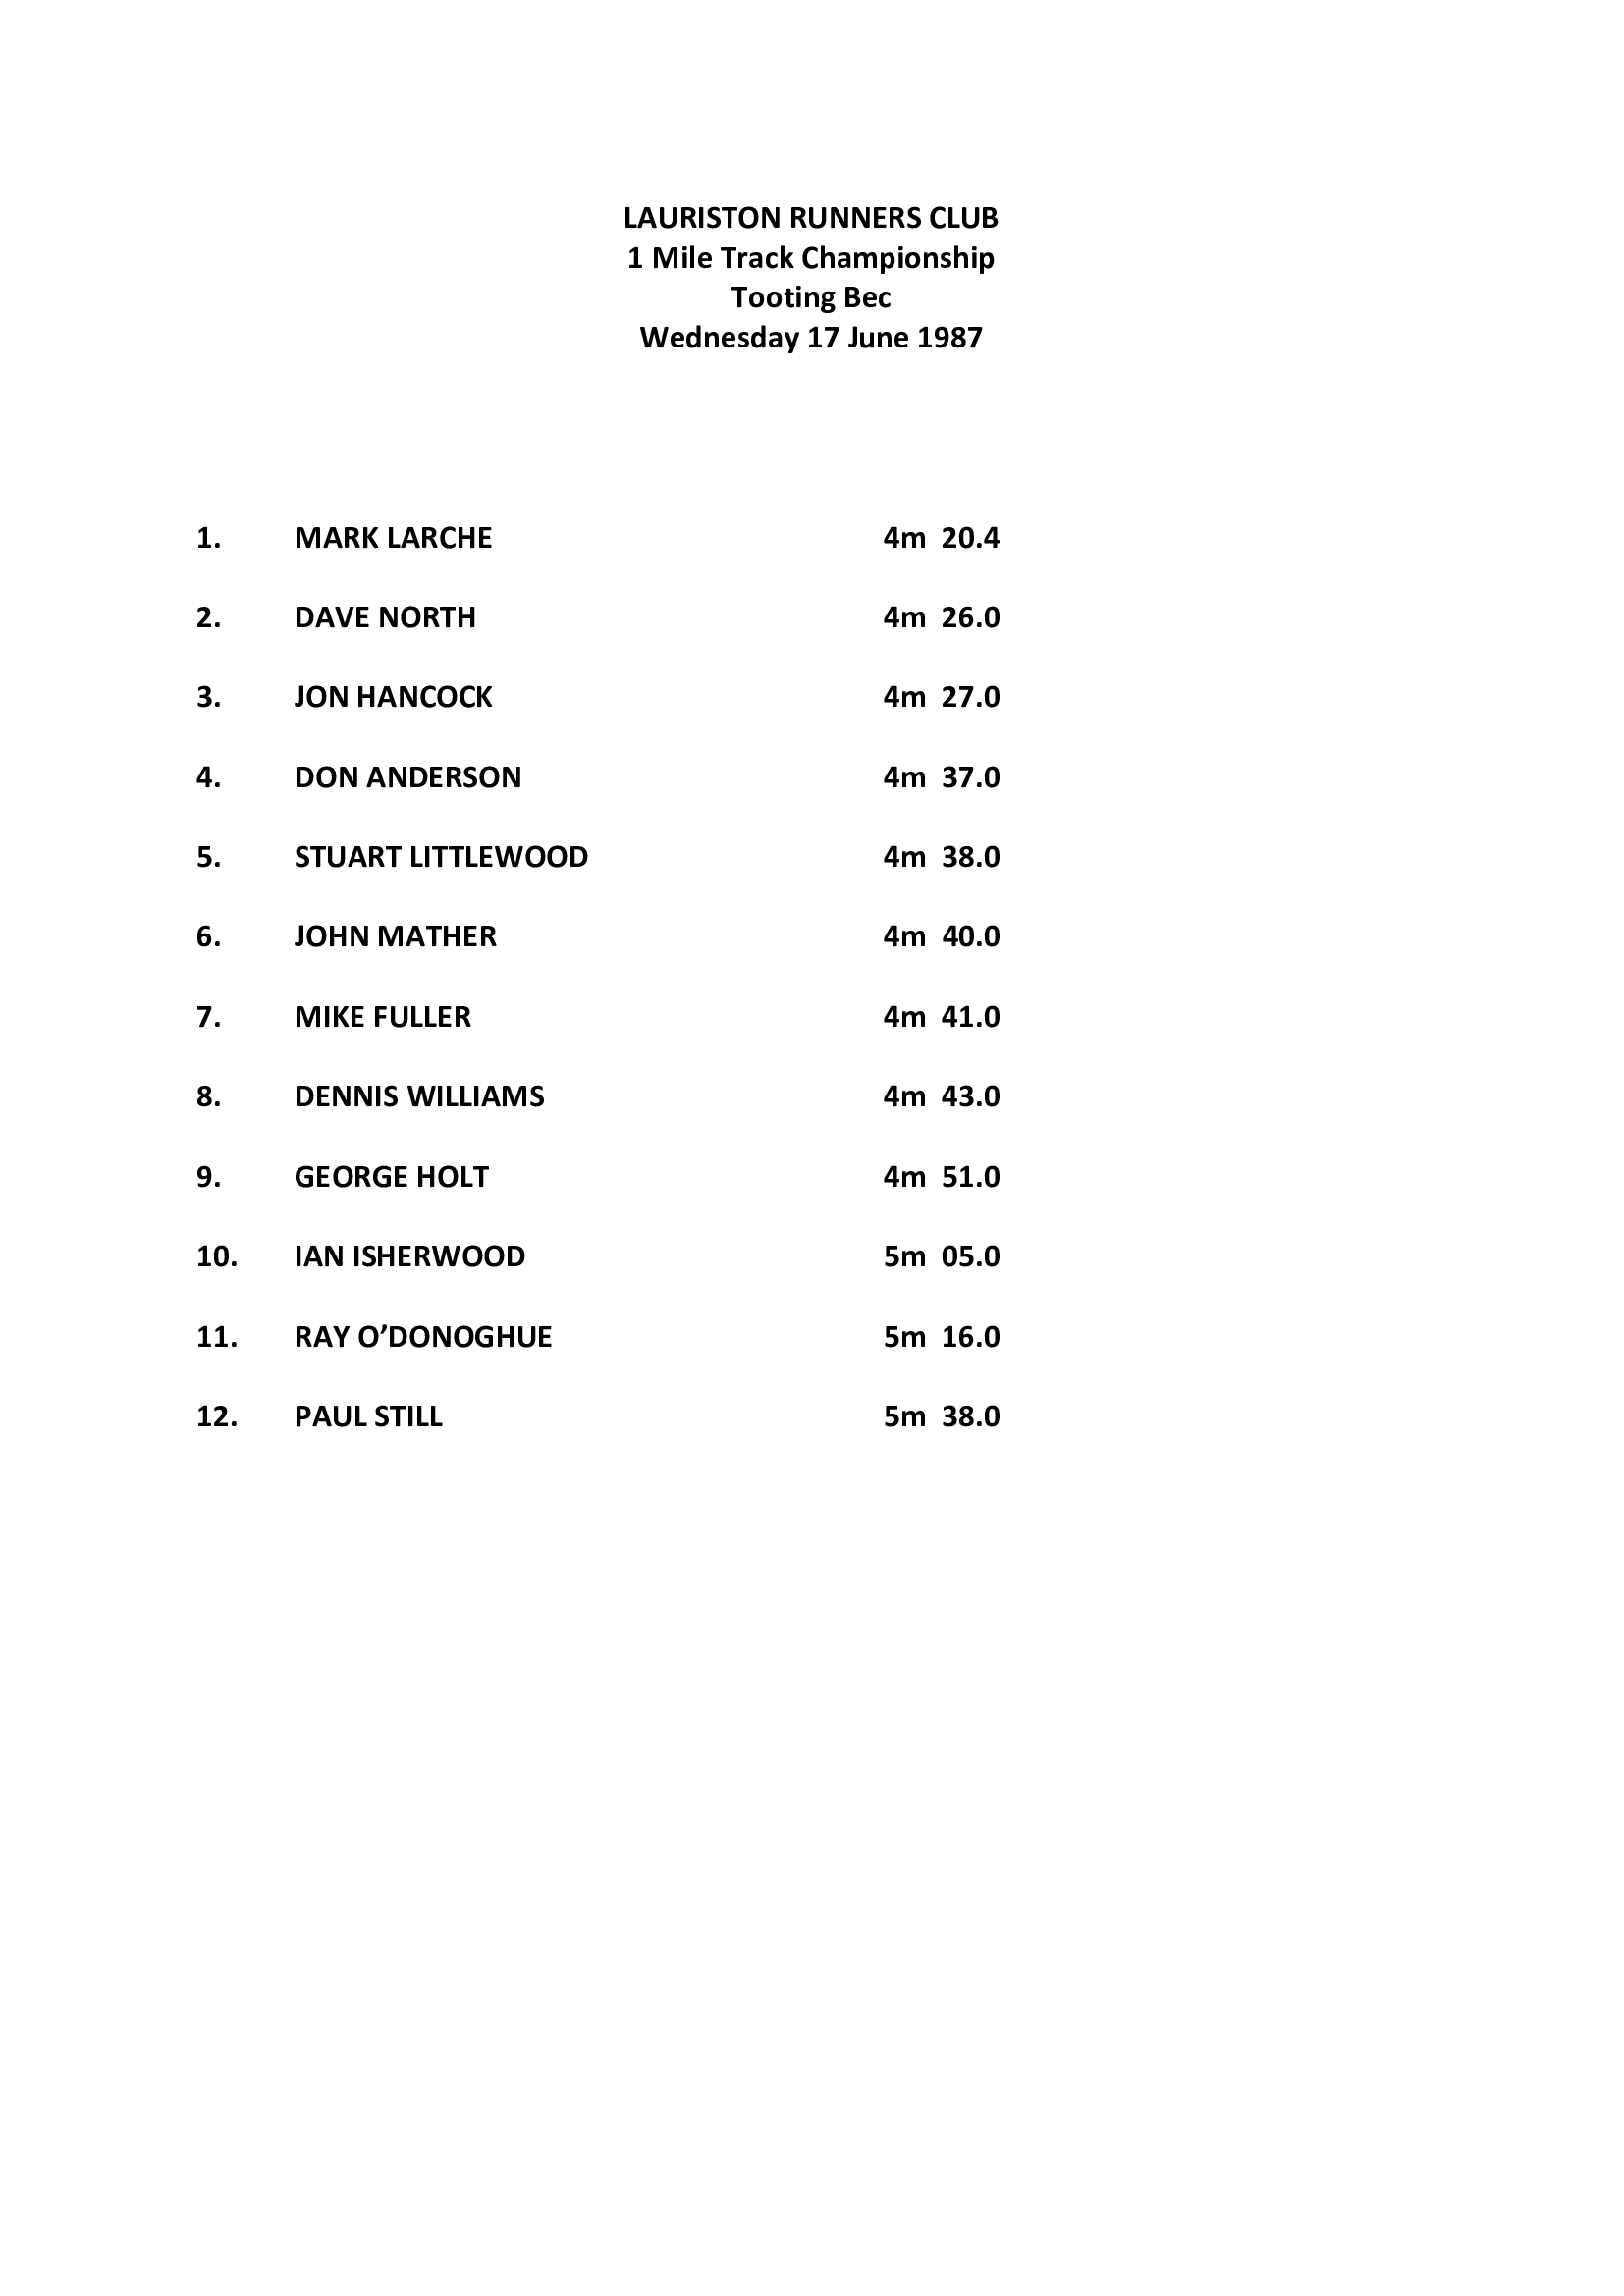 LAURISTON RUNNERS CLUB
1 Mile Track Championship
Tooting Bec
Wednesday 17 June 1987
1. MARK LARCHE 4m 20.4
2. DAVE NORTH 4m 26.0
3. JON HANCOCK 4m 27.0
4. DON ANDERSON 4m 37.0
5. STUART LITTLEWOOD 4m 38.0
6. JOHN MATHER 4m 40.0
7. MIKE FULLER 4m 41.0
8. DENNIS WILLIAMS 4m 43.0
9. GEORGE HOLT 4m 51.0
10. IAN ISHERWOOD 5m 05.0
11. RAY O’DONOGHUE 5m 16.0
12. PAUL STILL 5m 38.0